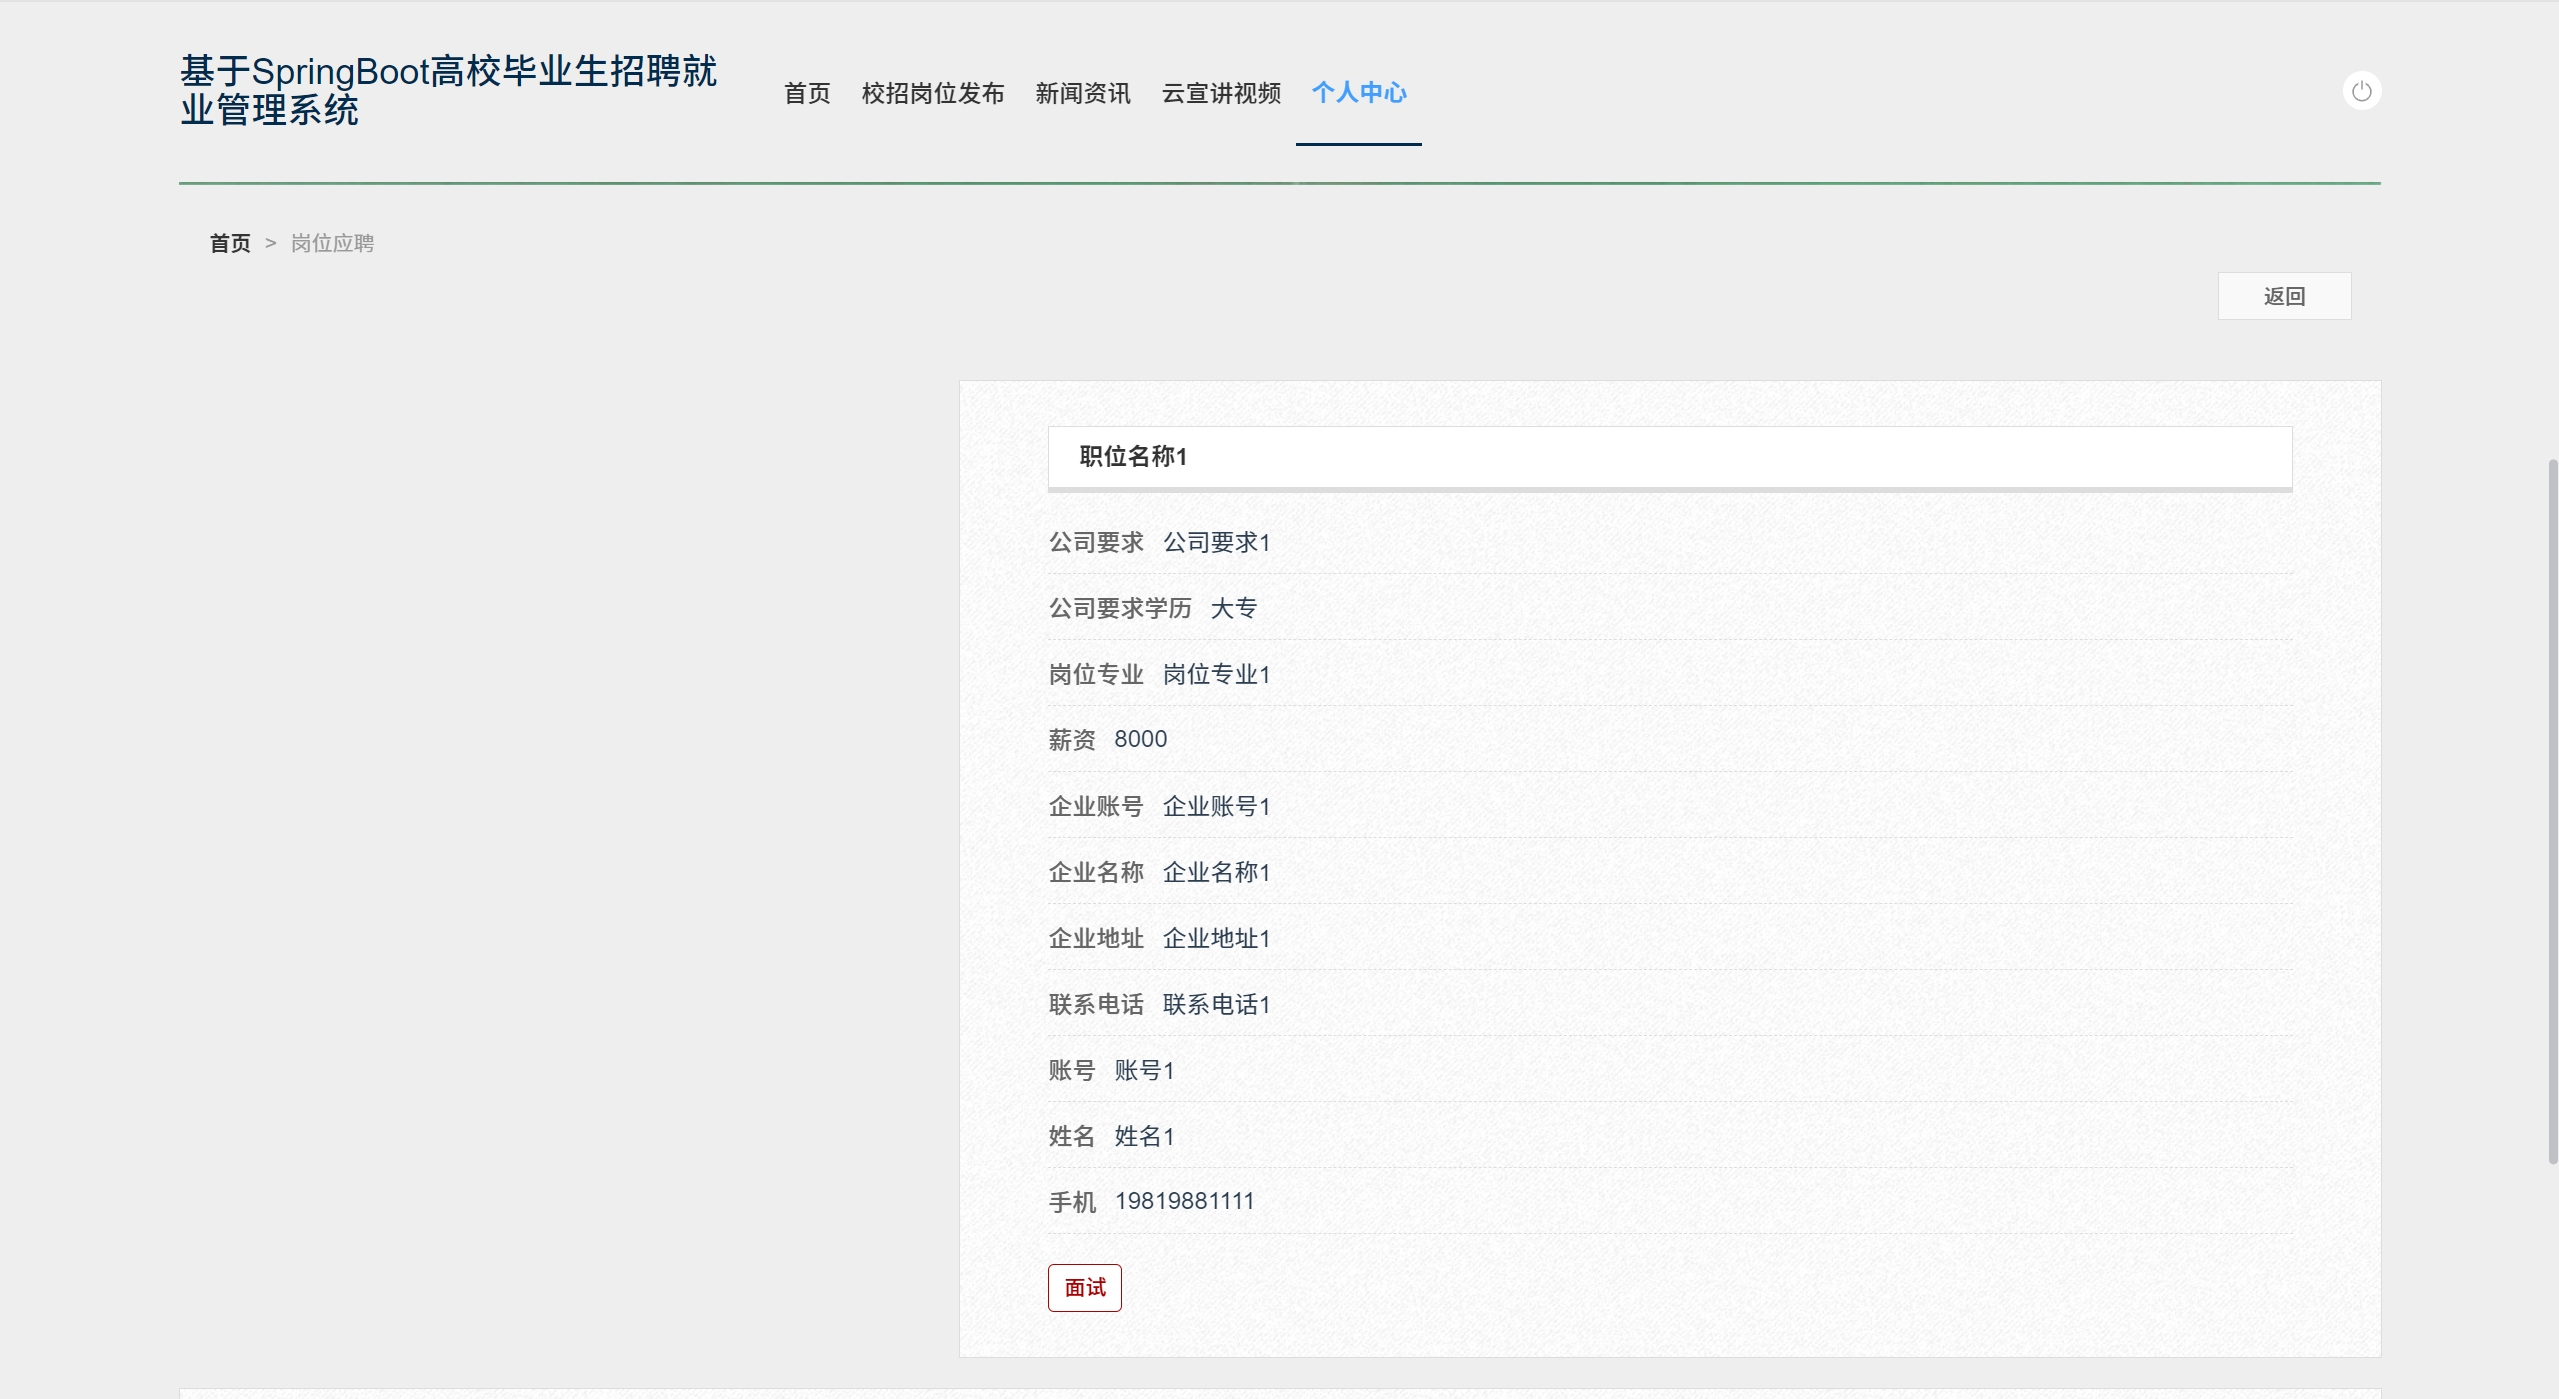 基于SpringBoot高校毕业生招聘就
业管理系统
首页 校招岗位发布 新闻资讯 云宣讲视频 个人中心
首页 > 岗位应聘
返回
职位名称1
公司要求 公司要求1
公司要求学历 大专
岗位专业 岗位专业1
薪资 8000
企业账号 企业账号1
企业名称 企业名称1
企业地址 企业地址1
联系电话 联系电话1
账号 账号1
姓名 姓名1
手机 19819881111
面试